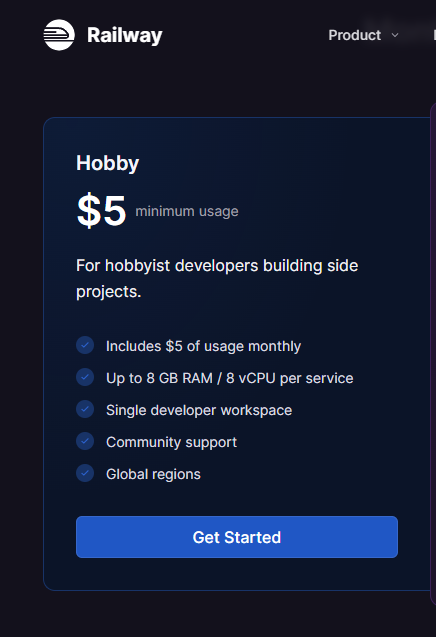 Railway
Product
Hobby
$5 minimum usage
For hobbyist developers building side
projects.
Includes $5 of usage monthly
Up to 8 GB RAM / 8 vCPU per service
Single developer workspace
Community support
Global regions
Get Started